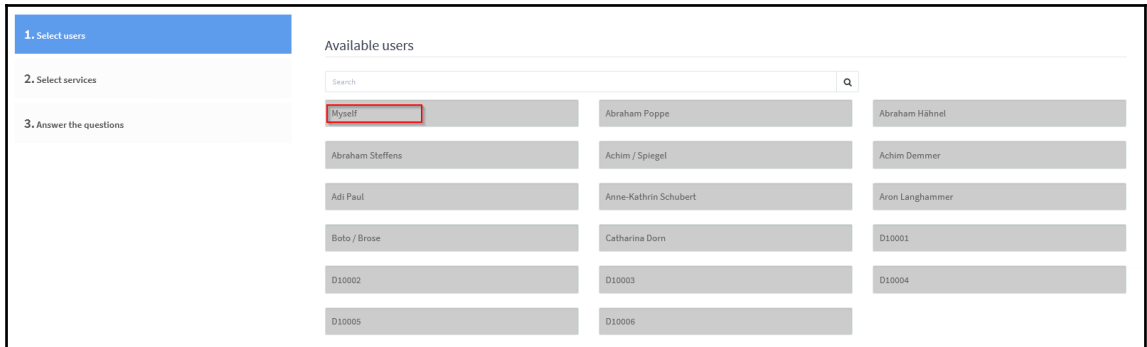 1. Select users
2. Select services
3. Answer the questions
Available users
Search
Myself
Abraham Poppe
Abraham Hähnel
Abraham Steffens
Achim / Spiegel
Achim Demmer
Adi Paul
Anne-Kathrin Schubert
Aron Langhammer
Boto / Brose
Catharina Dorn
D10001
D10002
D10003
D10004
D10005
D10006